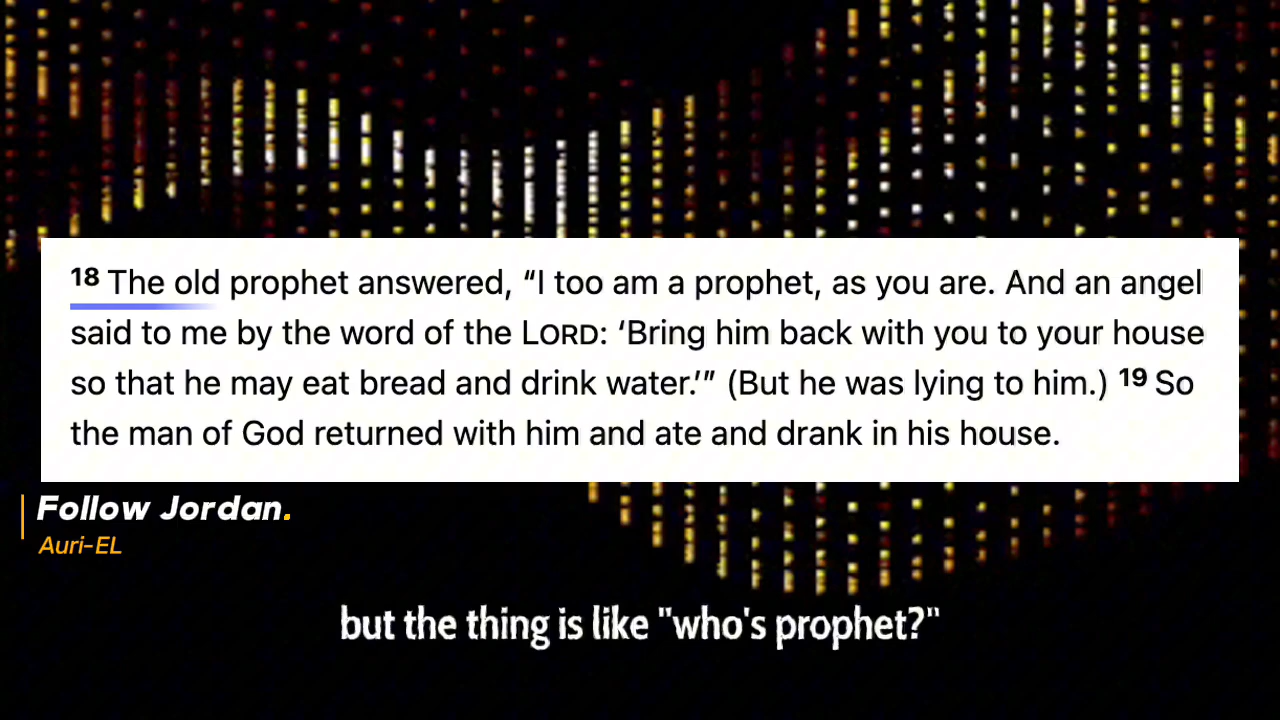 18 The old prophet answered, “I too am a prophet, as you are. And an angel
said to me by the word of the LORD: ‘Bring him back with you to your house
so that he may eat bread and drink water.’” (But he was lying to him.) 19 So
the man of God returned with him and ate and drank in his house.
Follow Jordan.
Auri-EL
but the thing is like "who's prophet?"